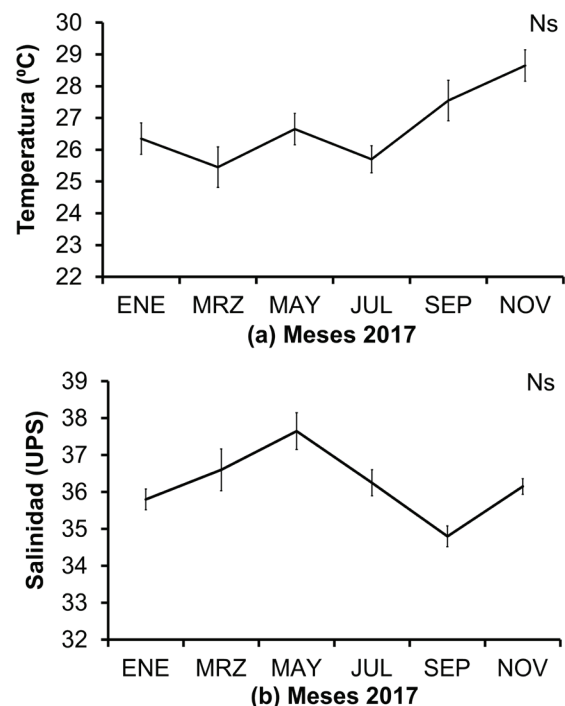 Ns
Temperatura (ºC)
30
29
28
27
26
25
24
23
22
ENE MRZ MAY JUL SEP NOV
(a) Meses 2017
Ns
Salinidad (UPS)
39
38
37
36
35
34
33
32
ENE MRZ MAY JUL SEP NOV
(b) Meses 2017